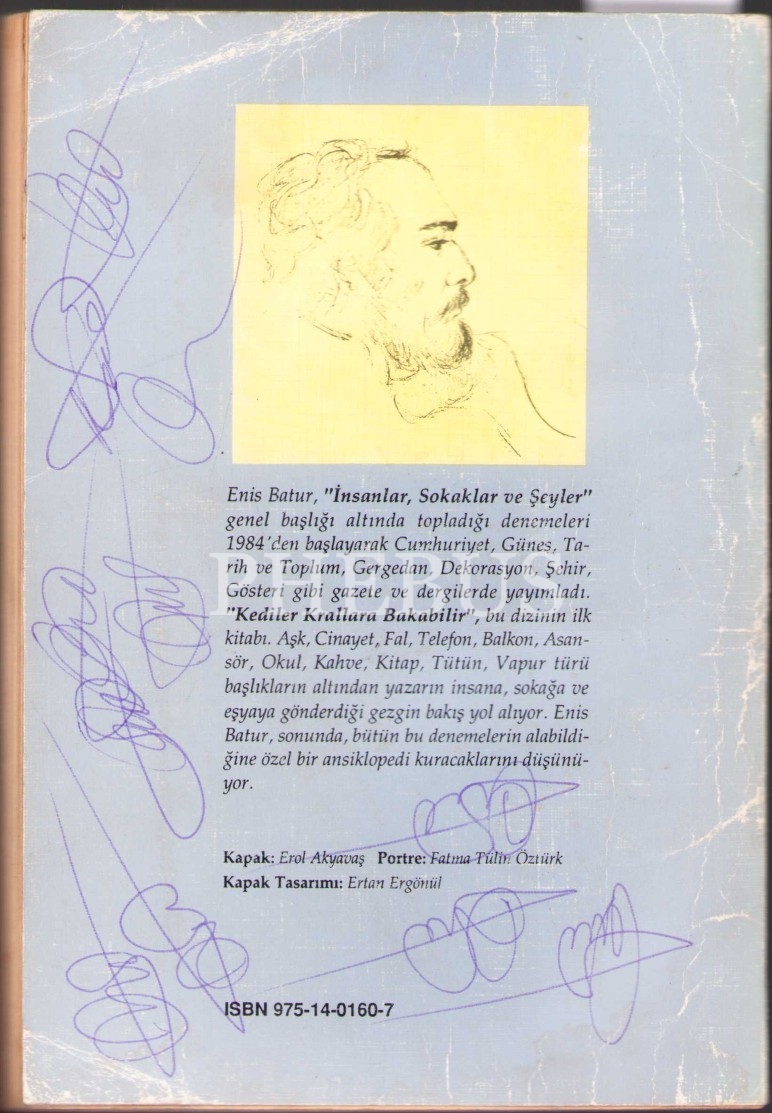 Enis Batur, "İnsanlar, Sokaklar ve Şeyler"
genel başlığı altında topladığı denemeleri
1984'den başlayarak Cumhuriyet, Güneş, Ta-
rih ve Toplum, Gergedan, Dekorasyon, Şehir,
Gösteri gibi gazete ve dergilerde yayımladı.
"Kediler Krallara Bakabilir", bu dizinin ilk
kitabı. Aşk, Cinayet, Fal, Telefon, Balkon, Asan-
sör, Okul, Kahve, Kitap, Tütün, Vapur türü
başlıkların altından yazarın insana, sokağa ve
eşyaya gönderdiği gezgin bakış yol alıyor. Enis
Batur, sonunda, bütün bu denemelerin alabildi-
ğine özel bir ansiklopedi kuracaklarını düşünü-
yor.
PHEBUS
Kapak: Erol Akyavaş Portre: Fatma Tülin Öztürk
Kapak Tasarımı: Ertan Ergönül
ISBN 975-14-0160-7